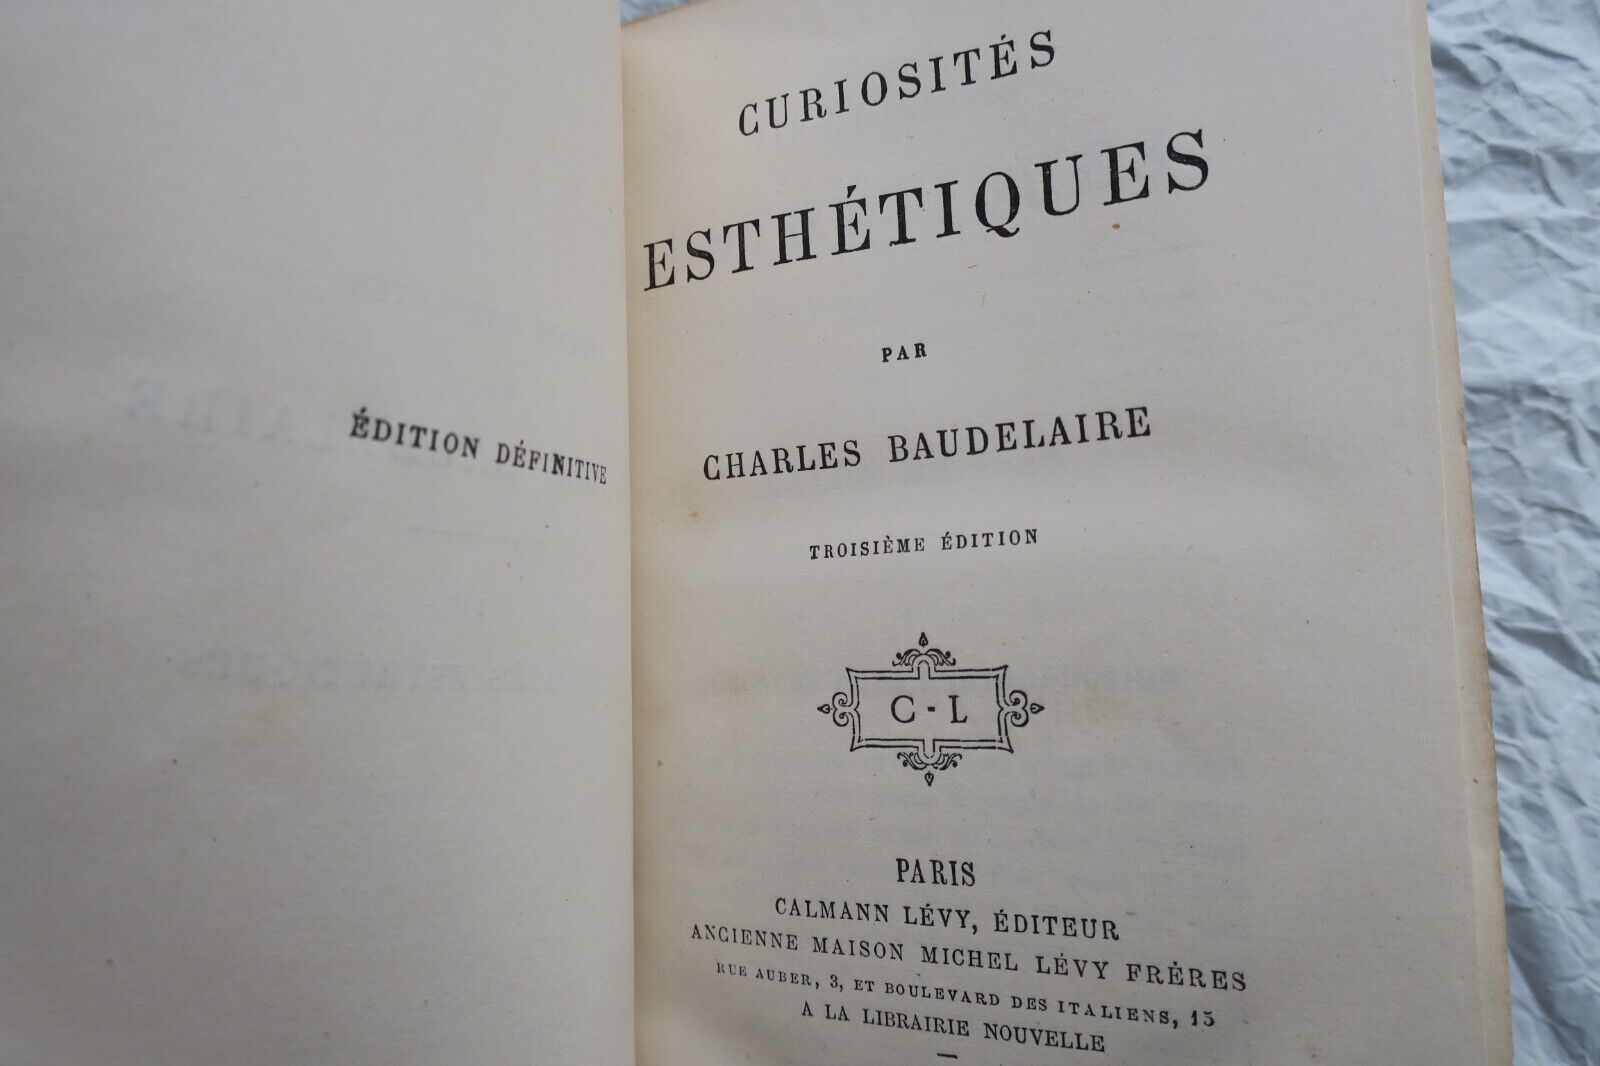 ÉDITION DÉFINITIVE
CURIOSITÉS
ESTHÉTIQUES
PAR
CHARLES BAUDELAIRE
TROISIÈME ÉDITION
C - L
PARIS
CALMANN LÉVY, ÉDITEUR
ANCIENNE MAISON MICHEL LÉVY FRÈRES
RUE AUBER, 3, ET BOULEVARD DES ITALIENS, 15
A LA LIBRAIRIE NOUVELLE